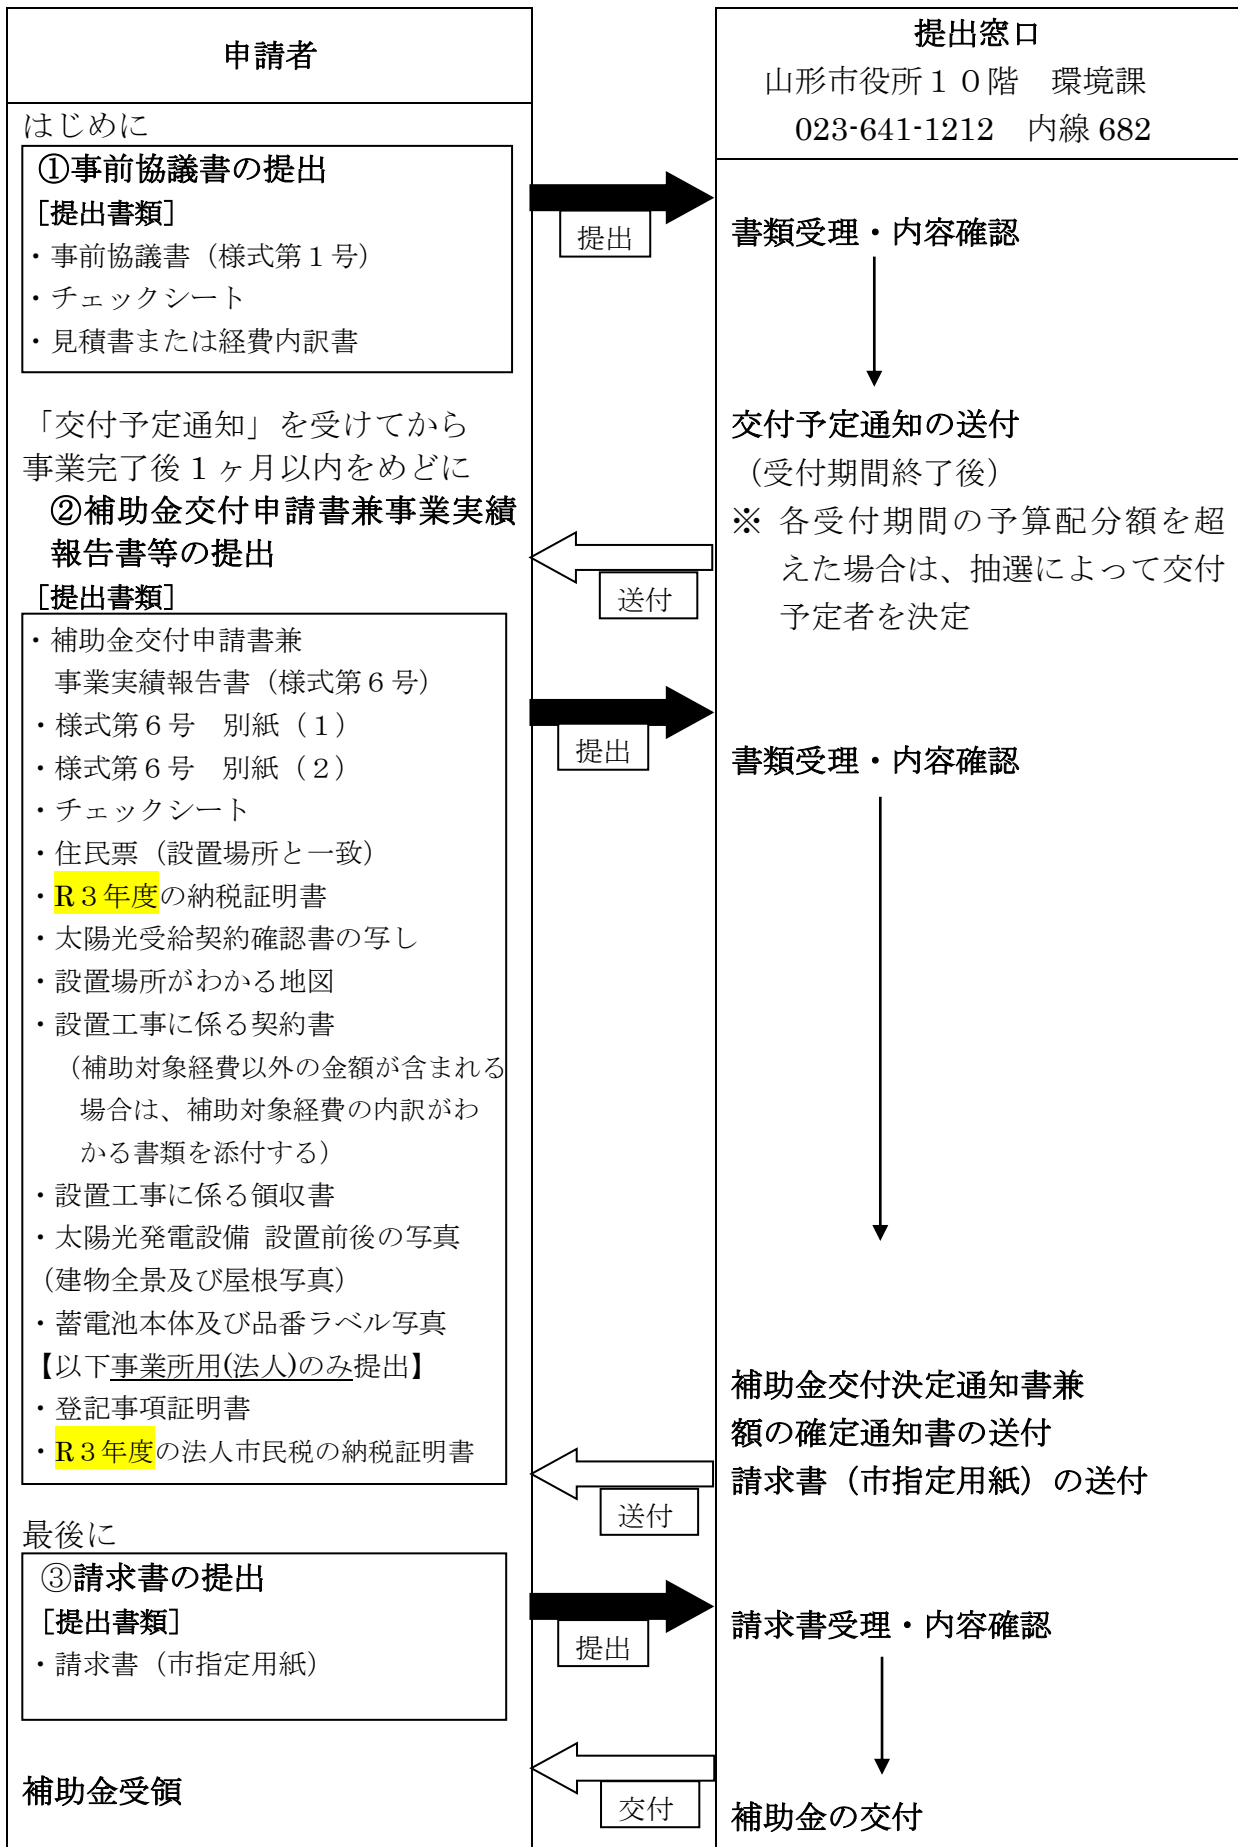 申請者
はじめに
①事前協議書の提出
[提出書類]
・事前協議書（様式第１号）
・チェックシート
・見積書または経費内訳書
「交付予定通知」を受けてから
事業完了後 1 ヶ月以内をめどに
②補助金交付申請書兼事業実績
報告書等の提出
[提出書類]
・補助金交付申請書兼
事業実績報告書（様式第６号）
・様式第６号　別紙（１）
・様式第６号　別紙（２）
・チェックシート
・住民票（設置場所と一致）
・R３年度の納税証明書
・太陽光受給契約確認書の写し
・設置場所がわかる地図
・設置工事に係る契約書
（補助対象経費以外の金額が含まれる
場合は、補助対象経費の内訳がわ
かる書類を添付する）
・設置工事に係る領収書
・太陽光発電設備 設置前後の写真
（建物全景及び屋根写真）
・蓄電池本体及び品番ラベル写真
【以下事業所用(法人)のみ提出】
・登記事項証明書
・R３年度の法人市民税の納税証明書
最後に
③請求書の提出
[提出書類]
・請求書（市指定用紙）
補助金受領
提出
送付
提出
送付
提出
交付
提出窓口
山形市役所１０階　環境課
023-641-1212　内線 682
書類受理・内容確認
交付予定通知の送付
（受付期間終了後）
※ 各受付期間の予算配分額を超
えた場合は、抽選によって交付
予定者を決定
書類受理・内容確認
補助金交付決定通知書兼
額の確定通知書の送付
請求書（市指定用紙）の送付
請求書受理・内容確認
補助金の交付